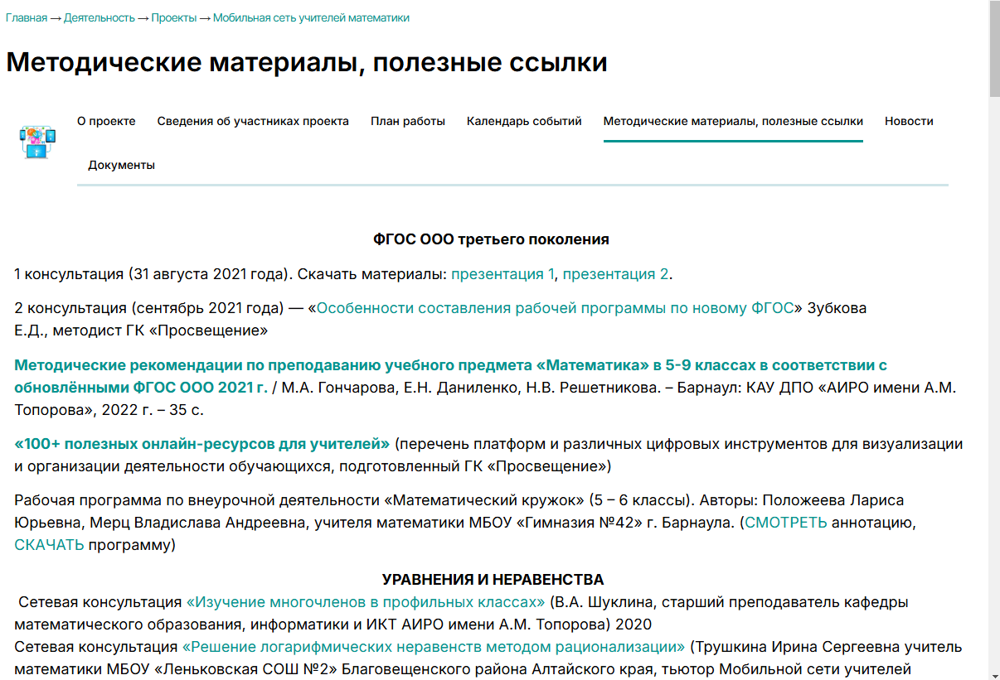 Главная → Деятельность → Проекты → Мобильная сеть учителей математики
Методические материалы, полезные ссылки
О проекте Сведения об участниках проекта План работы Календарь событий Методические материалы, полезные ссылки Новости
Документы
ФГОС ООО третьего поколения
1 консультация (31 августа 2021 года). Скачать материалы: презентация 1, презентация 2.
2 консультация (сентябрь 2021 года) — «Особенности составления рабочей программы по новому ФГОС» Зубкова
Е.Д., методист ГК «Просвещение»
Методические рекомендации по преподаванию учебного предмета «Математика» в 5-9 классах в соответствии с
обновлёнными ФГОС ООО 2021 г. / М.А. Гончарова, Е.Н. Даниленко, Н.В. Решетникова. – Барнаул: КАУ ДПО «АИРО имени А.М.
Топорова», 2022 г. – 35 с.
«100+ полезных онлайн-ресурсов для учителей» (перечень платформ и различных цифровых инструментов для визуализации
и организации деятельности обучающихся, подготовленный ГК «Просвещение»)
Рабочая программа по внеурочной деятельности «Математический кружок» (5 – 6 классы). Авторы: Положеева Лариса
Юрьевна, Мерц Владислава Андреевна, учителя математики МБОУ «Гимназия №42» г. Барнаула. (СМОТРЕТЬ аннотацию,
СКАЧАТЬ программу)
УРАВНЕНИЯ И НЕРАВЕНСТВА
Сетевая консультация «Изучение многочленов в профильных классах» (В.А. Шуклина, старший преподаватель кафедры
математического образования, информатики и ИКТ АИРО имени А.М. Топорова) 2020
Сетевая консультация «Решение логарифмических неравенств методом рационализации» (Трушкина Ирина Сергеевна учитель
математики МБОУ «Леньковская СОШ №2» Благовещенского района Алтайского края, тьютор Мобильной сети учителей